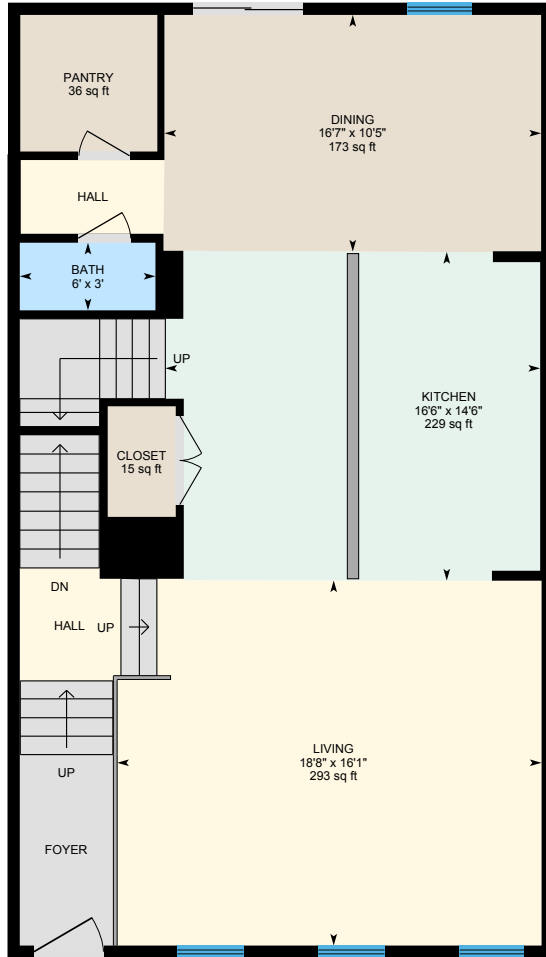 PANTRY
36 sq ft
DINING
16'7" x 10'5"
173 sq ft
HALL
BATH
6' x 3'
UP
KITCHEN
16'6" x 14'6"
229 sq ft
CLOSET
15 sq ft
DN
HALL
UP
LIVING
18'8" x 16'1"
293 sq ft
UP
FOYER